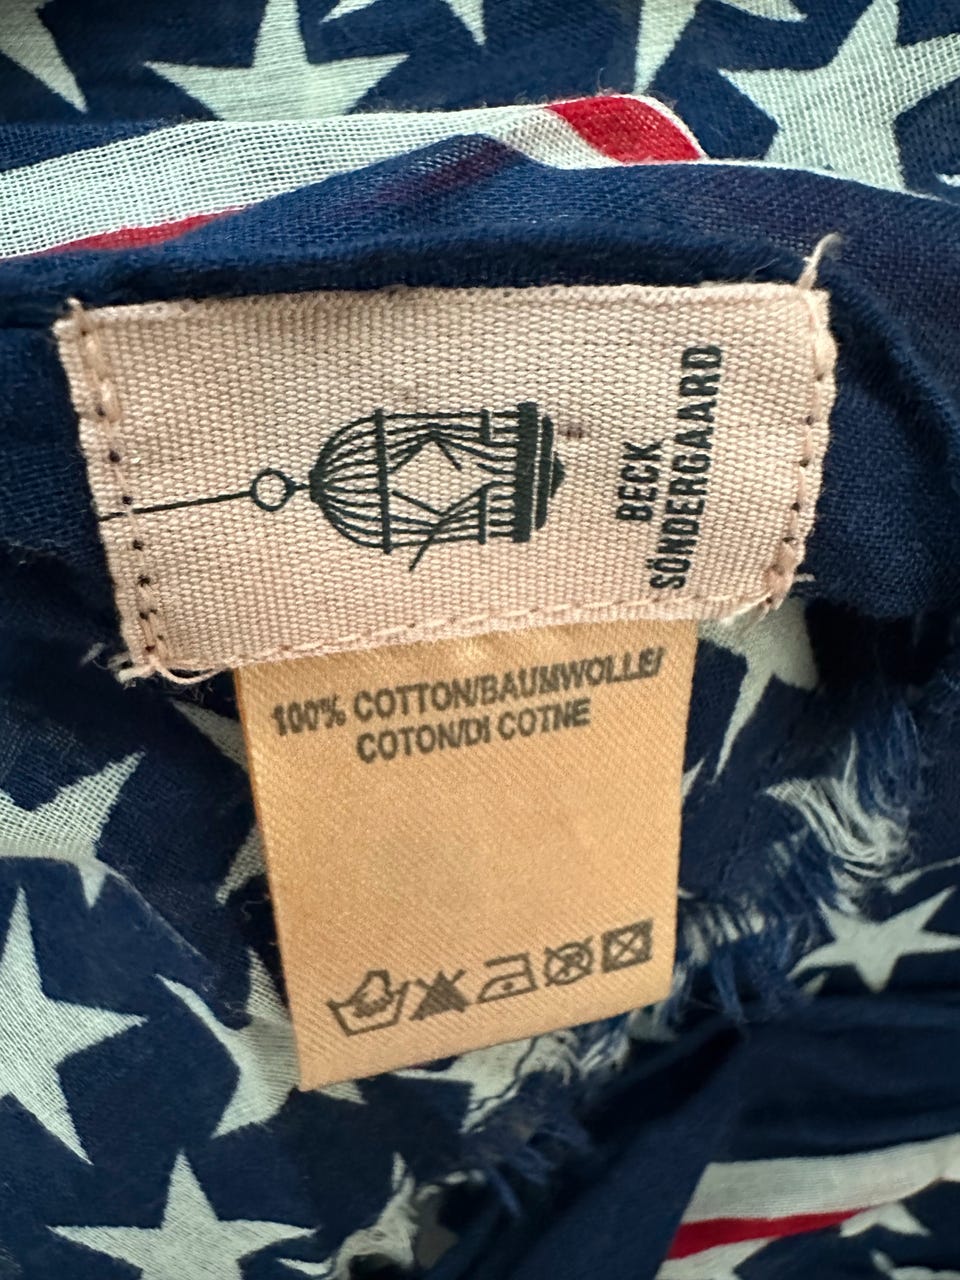 BECK
SÖNDERGAARD
100% COTTON/BAUMWOLLE/
COTON/DI COTNE